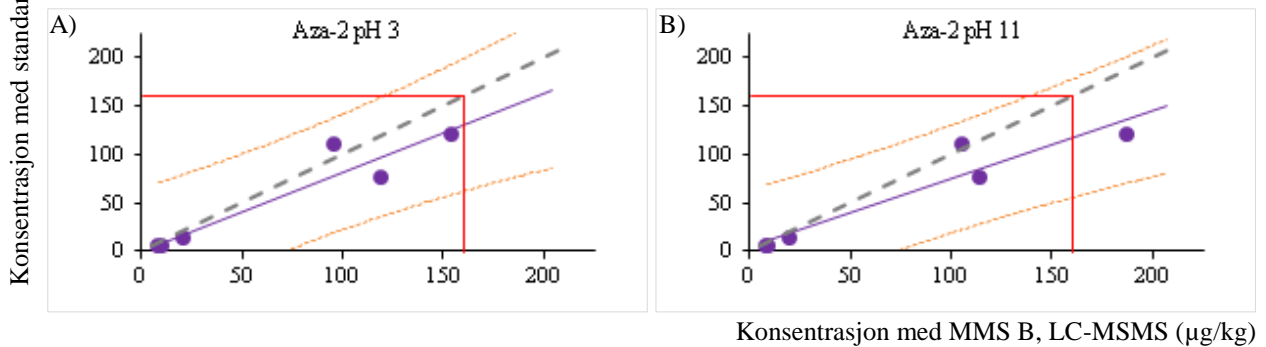 Konsentrasjon med standar
A)
Aza-2 pH 3
200
150
100
50
0
0 50 100 150 200
B)
Aza-2 pH 11
200
150
100
50
0
0 50 100 150 200
Konsentrasjon med MMS B, LC-MSMS (µg/kg)